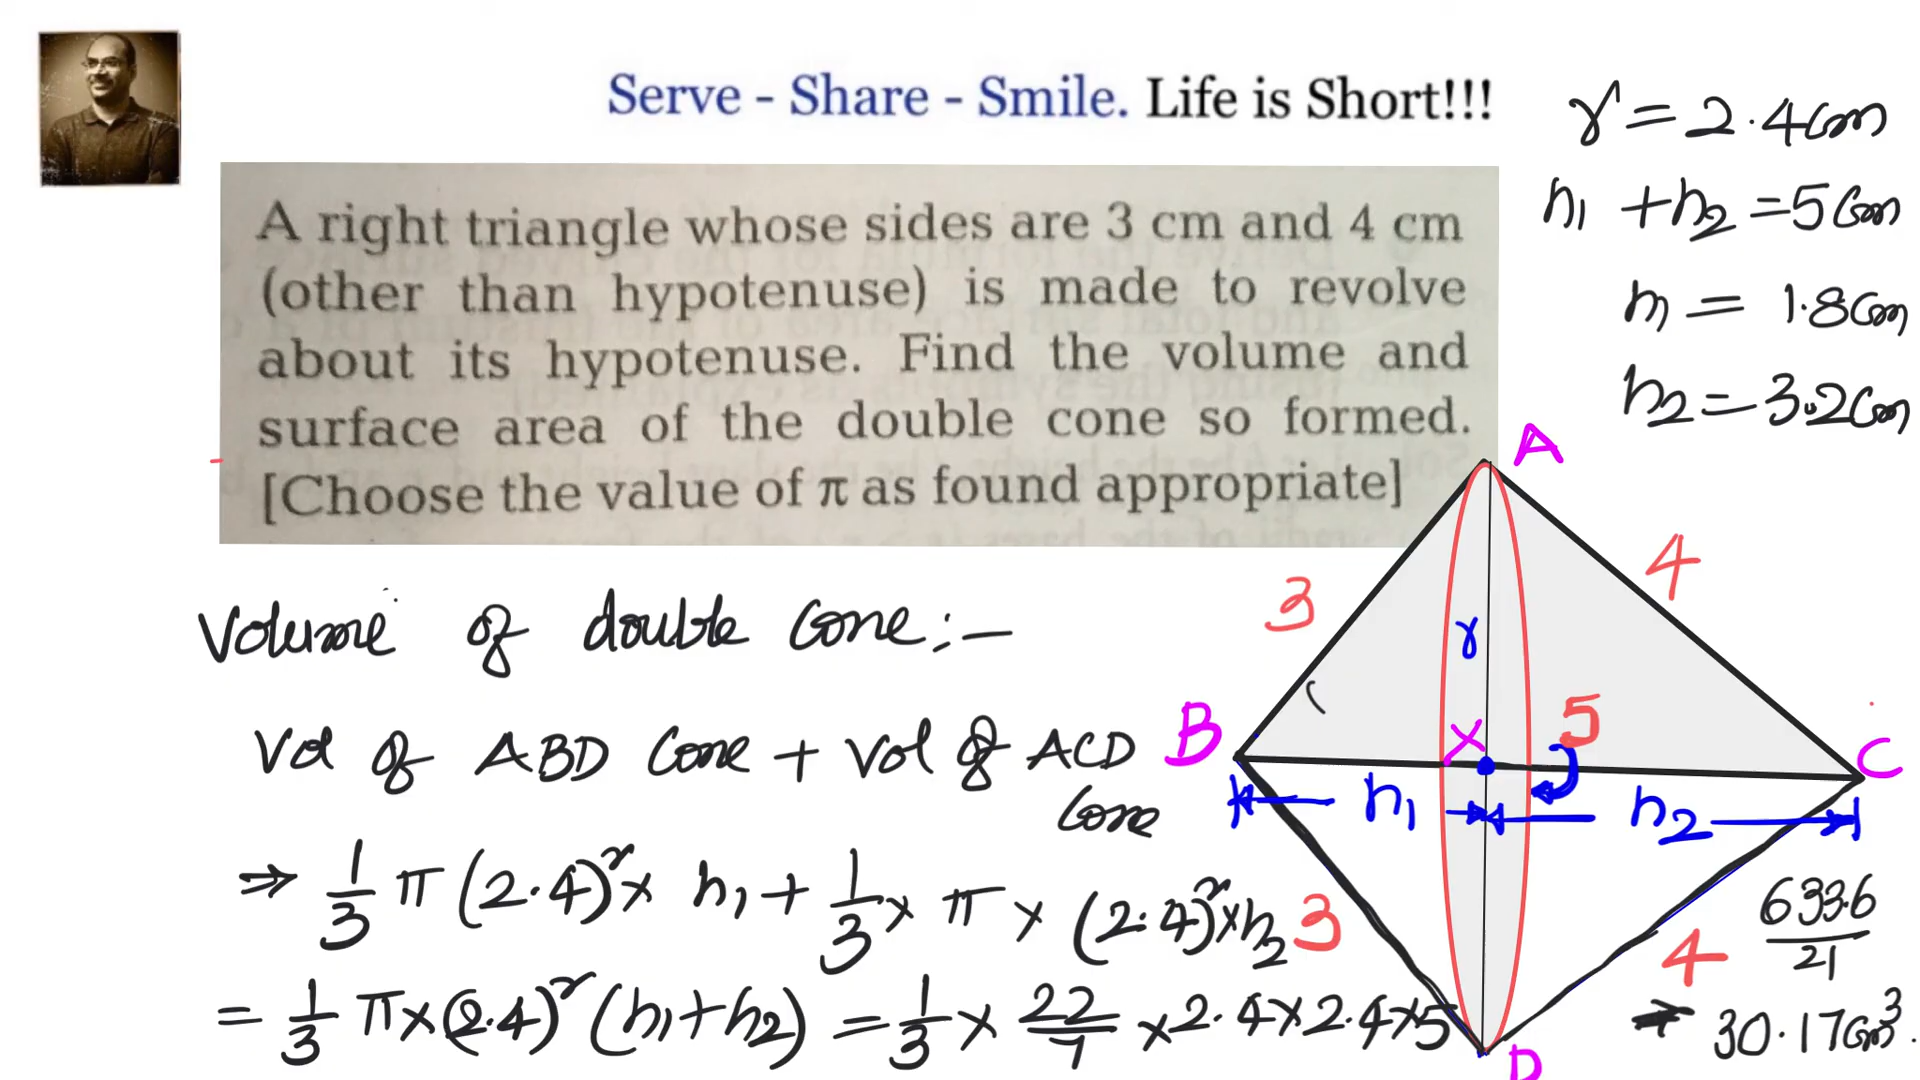 Serve - Share - Smile. Life is Short!!!
r = 2.4cm
h1 + h2 = 5cm
h1 = 1.8cm
h2 = 3.2cm
A right triangle whose sides are 3 cm and 4 cm
(other than hypotenuse) is made to revolve
about its hypotenuse. Find the volume and
surface area of the double cone so formed.
[Choose the value of π as found appropriate]
A
3
4
r
B
X
5
C
h1
h2
3
4
D
Volume of double Cone:-
Vol of ABD Cone + Vol of ACD
Cone
⇒ 1/3 π (2.4)² × h1 + 1/3 × π × (2.4)² × h2
= 1/3 π × (2.4)² (h1 + h2) = 1/3 × 22/7 × 2.4 × 2.4 × 5
633.6/21
⇒ 30.17cm³.